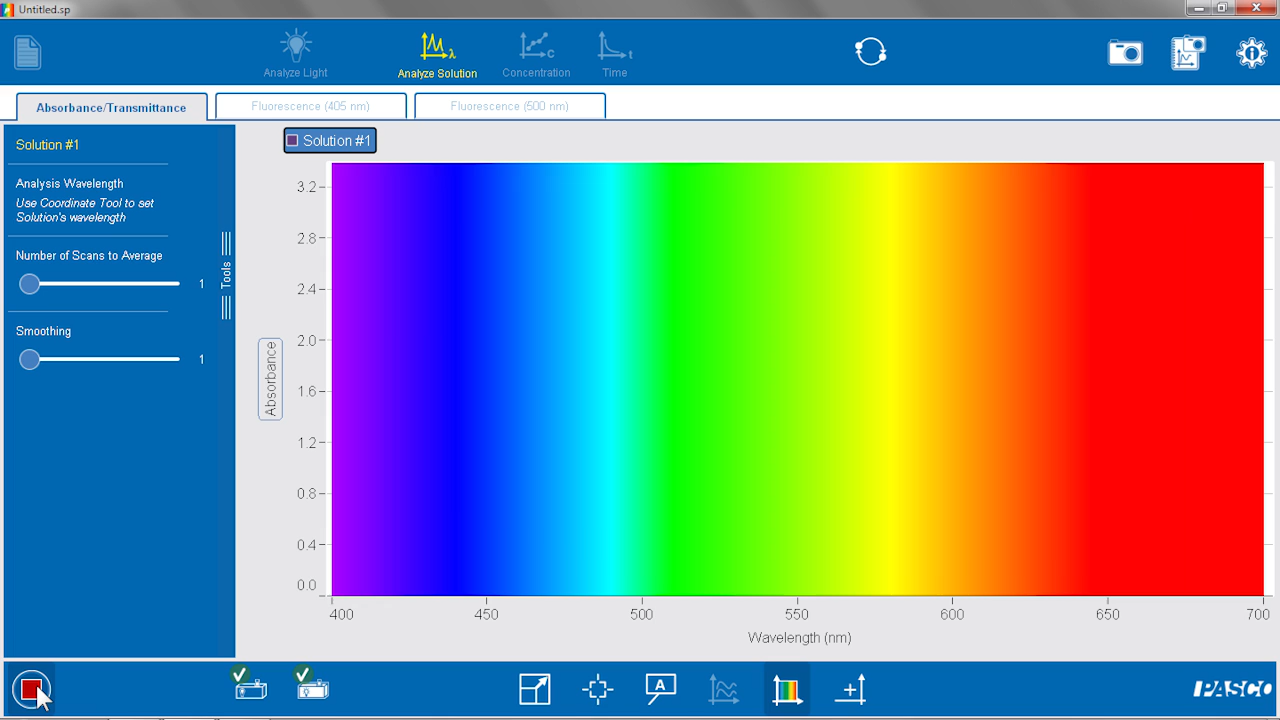 Untitled.sp
Analyze Light
Analyze Solution
Concentration
Time
λ
c
t
Absorbance/Transmittance
Fluorescence (405 nm)
Fluorescence (500 nm)
Solution #1
Analysis Wavelength
Use Coordinate Tool to set
Solution's wavelength
Number of Scans to Average
1
Smoothing
1
Tools
Solution #1
3.2
2.8
2.4
2.0
1.6
1.2
0.8
0.4
0.0
Absorbance
400
450
500
550
600
650
700
Wavelength (nm)
A
PASCO